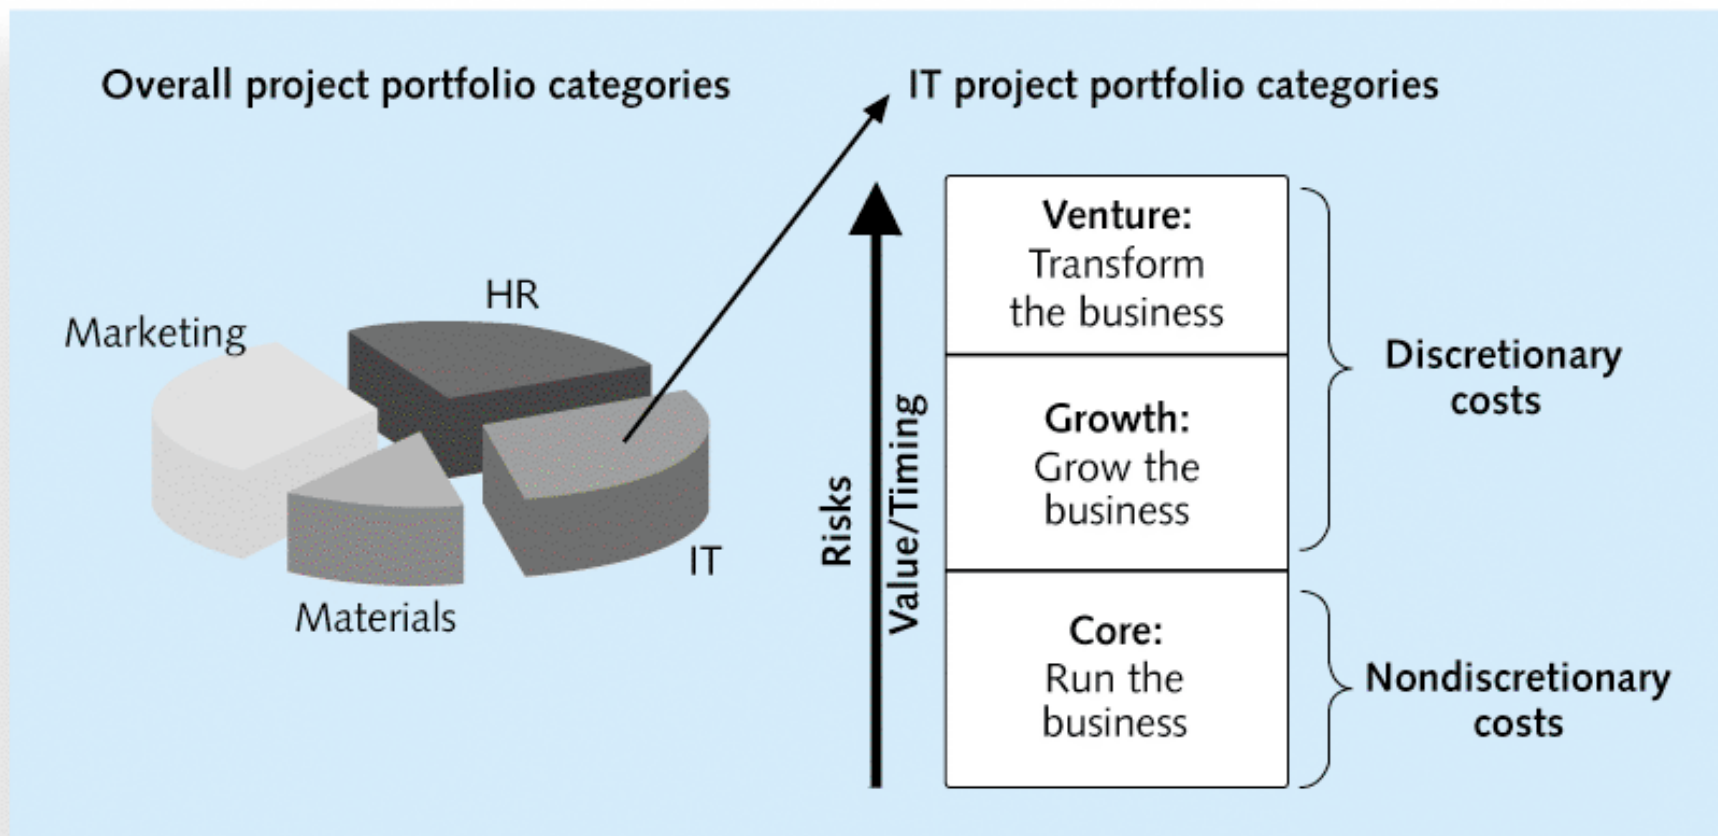 Overall project portfolio categories
IT project portfolio categories
Marketing
HR
Materials
IT
Risks
Value/Timing
Venture:
Transform
the business
Growth:
Grow the
business
Core:
Run the
business
Discretionary
costs
Nondiscretionary
costs